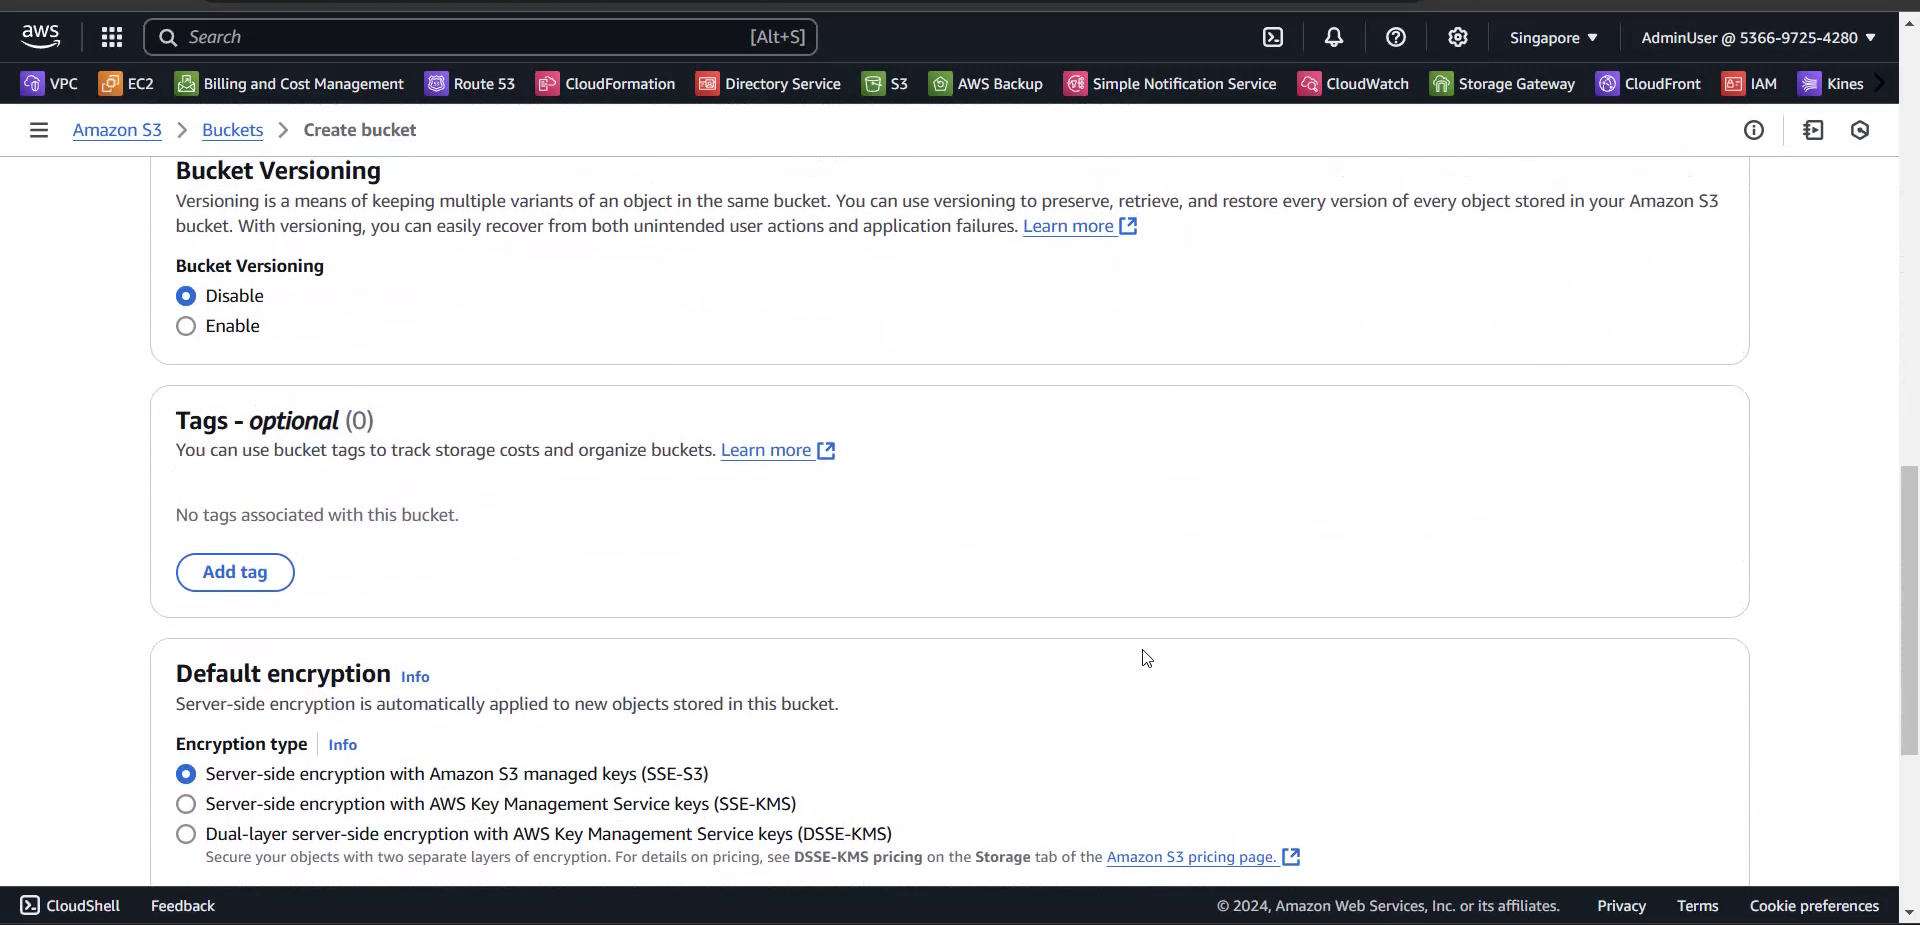 aws Search [Alt+S] Singapore AdminUser @ 5366-9725-4280
VPC EC2 Billing and Cost Management Route 53 CloudFormation Directory Service S3 AWS Backup Simple Notification Service CloudWatch Storage Gateway CloudFront IAM Kines
Amazon S3 Buckets Create bucket
Bucket Versioning
Versioning is a means of keeping multiple variants of an object in the same bucket. You can use versioning to preserve, retrieve, and restore every version of every object stored in your Amazon S3
bucket. With versioning, you can easily recover from both unintended user actions and application failures. Learn more
Bucket Versioning
Disable
Enable
Tags - optional (0)
You can use bucket tags to track storage costs and organize buckets. Learn more
No tags associated with this bucket.
Add tag
Default encryption Info
Server-side encryption is automatically applied to new objects stored in this bucket.
Encryption type Info
Server-side encryption with Amazon S3 managed keys (SSE-S3)
Server-side encryption with AWS Key Management Service keys (SSE-KMS)
Dual-layer server-side encryption with AWS Key Management Service keys (DSSE-KMS)
Secure your objects with two separate layers of encryption. For details on pricing, see DSSE-KMS pricing on the Storage tab of the Amazon S3 pricing page.
CloudShell Feedback © 2024, Amazon Web Services, Inc. or its affiliates. Privacy Terms Cookie preferences